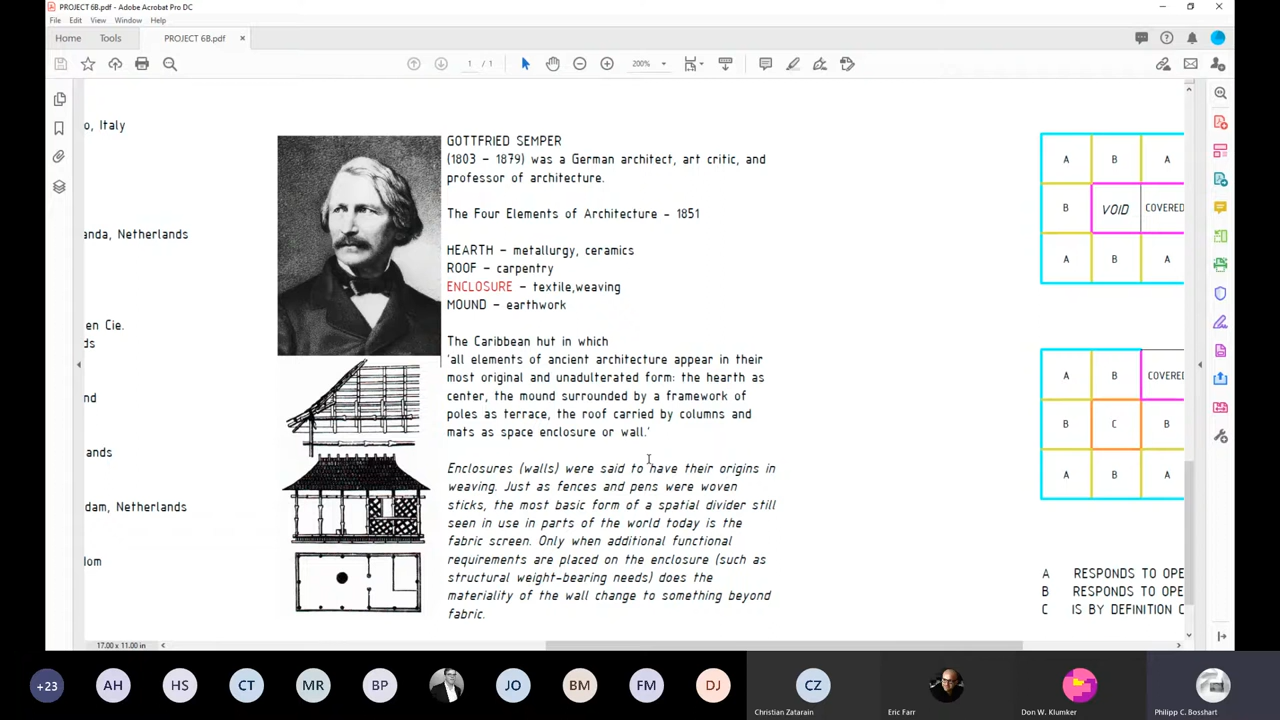 PROJECT 6B.pdf - Adobe Acrobat Pro DC
File Edit View Window Help
Home Tools PROJECT 6B.pdf ×
1 / 1 200%
o, Italy
anda, Netherlands
en Cie.
ds
nd
ands
dam, Netherlands
dom
GOTTFRIED SEMPER
(1803 - 1879) was a German architect, art critic, and
professor of architecture.
The Four Elements of Architecture - 1851
HEARTH - metallurgy, ceramics
ROOF - carpentry
ENCLOSURE - textile,weaving
MOUND - earthwork
The Caribbean hut in which
'all elements of ancient architecture appear in their
most original and unadulterated form: the hearth as
center, the mound surrounded by a framework of
poles as terrace, the roof carried by columns and
mats as space enclosure or wall.'
Enclosures (walls) were said to have their origins in
weaving. Just as fences and pens were woven
sticks, the most basic form of a spatial divider still
seen in use in parts of the world today is the
fabric screen. Only when additional functional
requirements are placed on the enclosure (such as
structural weight-bearing needs) does the
materiality of the wall change to something beyond
fabric.
A B A
B VOID COVERED
A B A
A B COVERED
B C B
A B A
A RESPONDS TO OPE
B RESPONDS TO OPE
C IS BY DEFINITION C
17.00 x 11.00 in
+23 AH HS CT MR BP JO BM FM DJ CZ
Christian Zatarain Eric Farr Don W. Klumker Philipp C. Bosshart